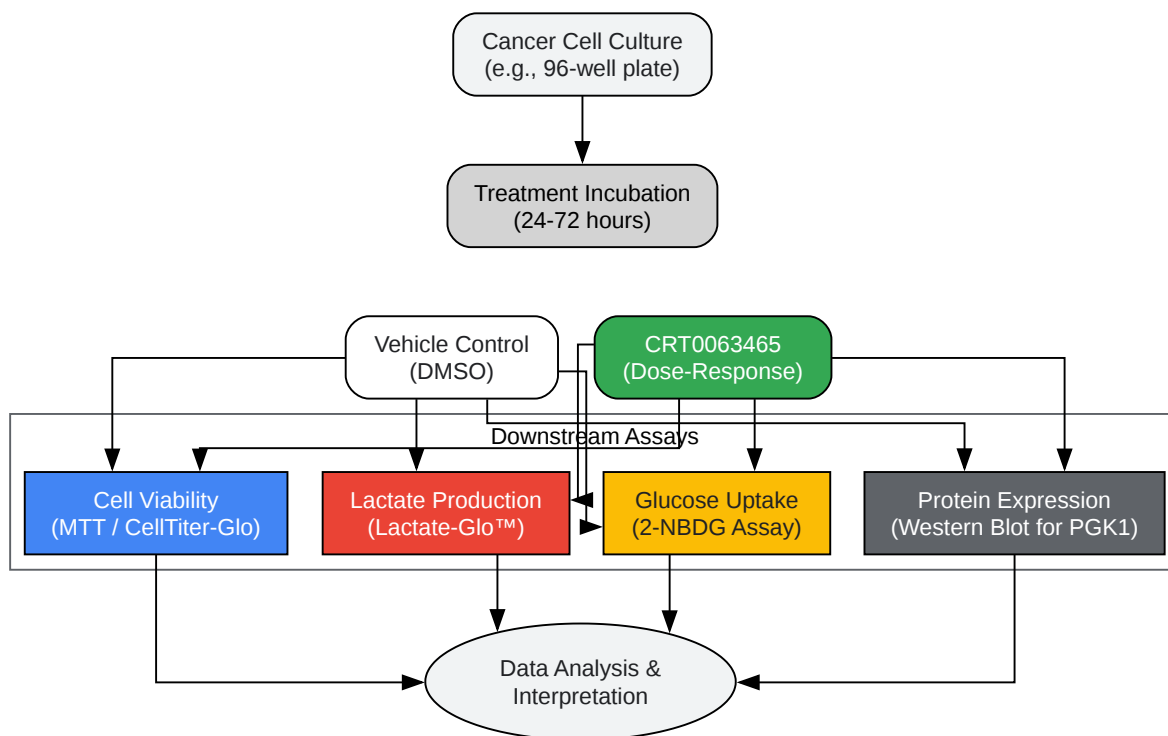 Cancer Cell Culture
(e.g., 96-well plate)
Treatment Incubation
(24-72 hours)
Vehicle Control
(DMSO)
CRT0063465
(Dose-Response)
Downstream Assays
Cell Viability
(MTT / CellTiter-Glo)
Lactate Production
(Lactate-Glo™)
Glucose Uptake
(2-NBDG Assay)
Protein Expression
(Western Blot for PGK1)
Data Analysis &
Interpretation